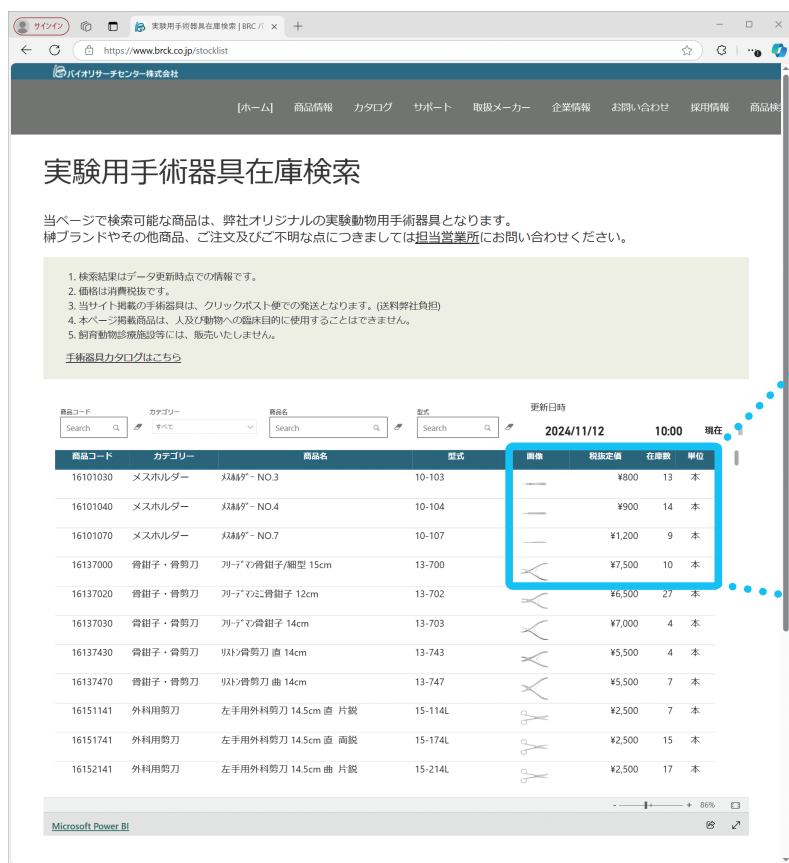 サインイン
実験用手術器具在庫検索 | BRC バ
https://www.brck.co.jp/stocklist
バイオリサーチセンター株式会社
[ホーム] 商品情報 カタログ サポート 取扱メーカー 企業情報 お問い合わせ 採用情報 商品検
実験用手術器具在庫検索
当ページで検索可能な商品は、弊社オリジナルの実験動物用手術器具となります。
榊ブランドやその他商品、ご注文及びご不明な点につきましては担当営業所にお問い合わせください。
1. 検索結果はデータ更新時点での情報です。
2. 価格は消費税抜です。
3. 当サイト掲載の手術器具は、クリックポスト便での発送となります。(送料弊社負担)
4. 本ページ掲載商品は、人及び動物への臨床目的に使用することはできません。
5. 飼育動物診療施設等には、販売いたしません。
手術器具カタログはこちら
商品コード カテゴリー 商品名 型式 更新日時
Search すべて Search Search 2024/11/12 10:00 現在
商品コード カテゴリー 商品名 型式 画像 税抜定価 在庫数 単位
16101030 メスホルダー ﾒｽﾎﾙﾀﾞｰ NO.3 10-103 ¥800 13 本
16101040 メスホルダー ﾒｽﾎﾙﾀﾞｰ NO.4 10-104 ¥900 14 本
16101070 メスホルダー ﾒｽﾎﾙﾀﾞｰ NO.7 10-107 ¥1,200 9 本
16137000 骨鉗子・骨剪刀 ﾌﾘｰﾃﾞﾏﾝ骨鉗子/細型 15cm 13-700 ¥7,500 10 本
16137020 骨鉗子・骨剪刀 ﾌﾘｰﾃﾞﾏﾝﾐﾆ骨鉗子 12cm 13-702 ¥6,500 27 本
16137030 骨鉗子・骨剪刀 ﾌﾘｰﾃﾞﾏﾝ骨鉗子 14cm 13-703 ¥7,000 4 本
16137430 骨鉗子・骨剪刀 ﾘｽﾄﾝ骨剪刀 直 14cm 13-743 ¥5,500 4 本
16137470 骨鉗子・骨剪刀 ﾘｽﾄﾝ骨剪刀 曲 14cm 13-747 ¥5,500 7 本
16151141 外科用剪刀 左手用外科剪刀 14.5cm 直 片鋭 15-114L ¥2,500 7 本
16151741 外科用剪刀 左手用外科剪刀 14.5cm 直 両鋭 15-174L ¥2,500 15 本
16152141 外科用剪刀 左手用外科剪刀 14.5cm 曲 片鋭 15-214L ¥2,500 17 本
- + 86%
Microsoft Power BI